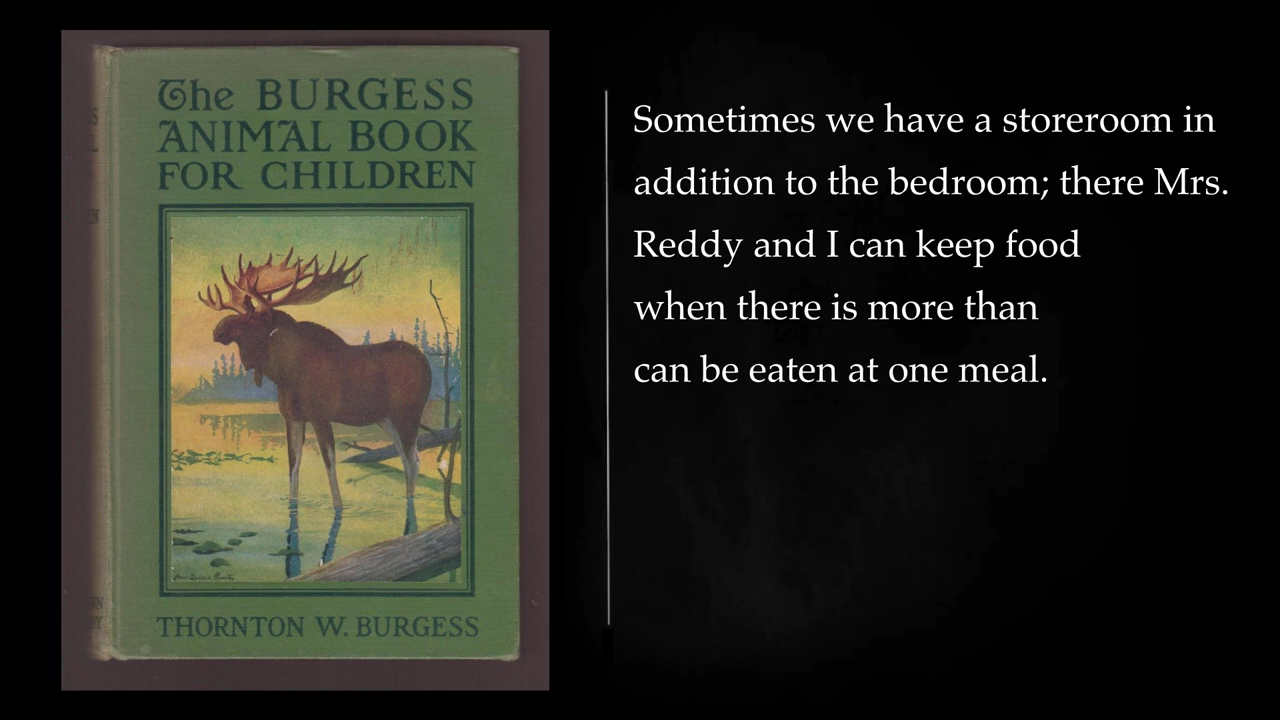 The BURGESS
ANIMAL BOOK
FOR CHILDREN
THORNTON W. BURGESS
Sometimes we have a storeroom in
addition to the bedroom; there Mrs.
Reddy and I can keep food
when there is more than
can be eaten at one meal.